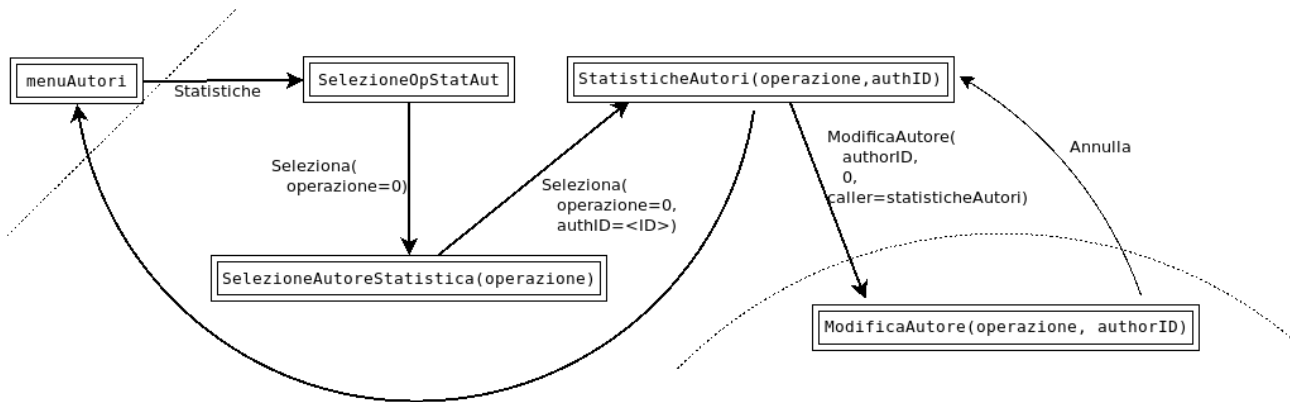 menuAutori
Statistiche
SelezioneOpStatAut
StatisticheAutori(operazione,authID)
Seleziona(
operazione=0)
Seleziona(
operazione=0,
authID=<ID>)
ModificaAutore(
authorID,
0,
caller=statisticheAutori)
Annulla
SelezioneAutoreStatistica(operazione)
ModificaAutore(operazione, authorID)